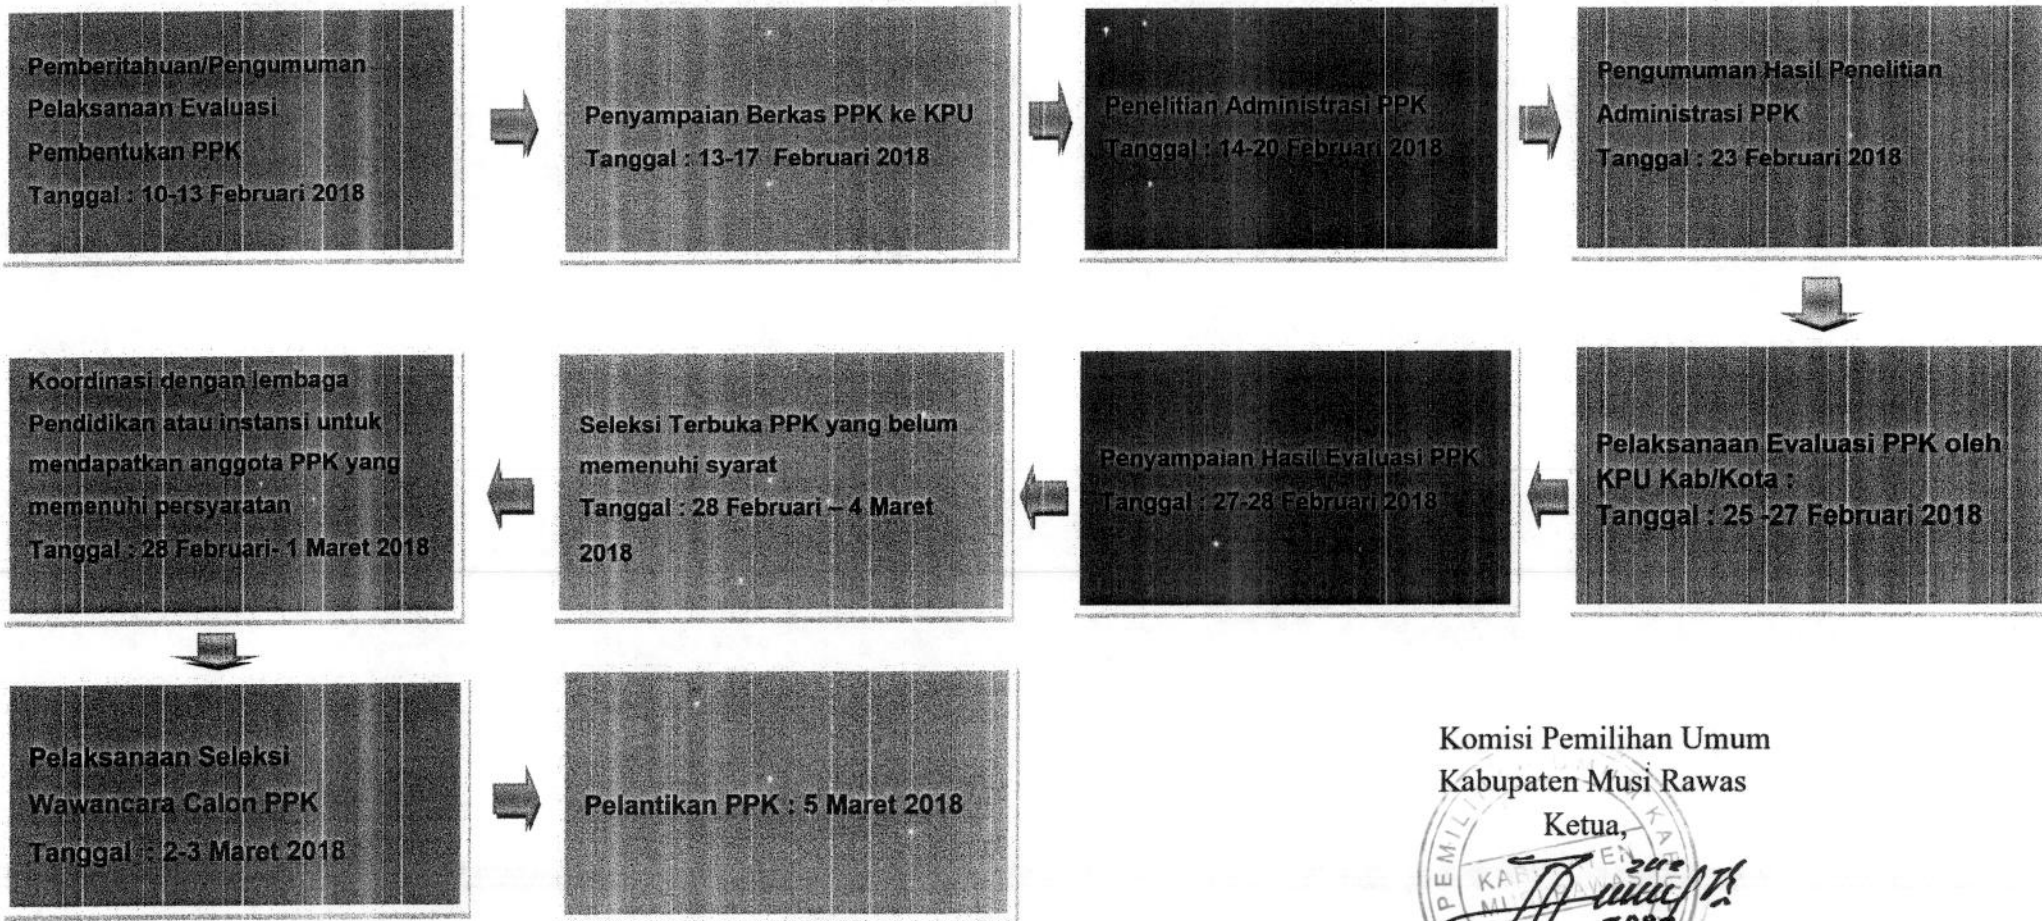 Pemberitahuan/Pengumuman
Pelaksanaan Evaluasi
Pembentukan PPK
Tanggal : 10-13 Februari 2018
Penyampaian Berkas PPK ke KPU
Tanggal : 13-17 Februari 2018
Penelitian Administrasi PPK
Tanggal : 14-20 Februari 2018
Pengumuman Hasil Penelitian
Administrasi PPK
Tanggal : 23 Februari 2018
Pelaksanaan Evaluasi PPK oleh
KPU Kab/Kota :
Tanggal : 25 -27 Februari 2018
Penyampaian Hasil Evaluasi PPK
Tanggal : 27-28 Februari 2018
Seleksi Terbuka PPK yang belum
memenuhi syarat
Tanggal : 28 Februari – 4 Maret
2018
Koordinasi dengan lembaga
Pendidikan atau instansi untuk
mendapatkan anggota PPK yang
memenuhi persyaratan
Tanggal : 28 Februari- 1 Maret 2018
Pelaksanaan Seleksi
Wawancara Calon PPK
Tanggal : 2-3 Maret 2018
Pelantikan PPK : 5 Maret 2018
Komisi Pemilihan Umum
Kabupaten Musi Rawas
Ketua,